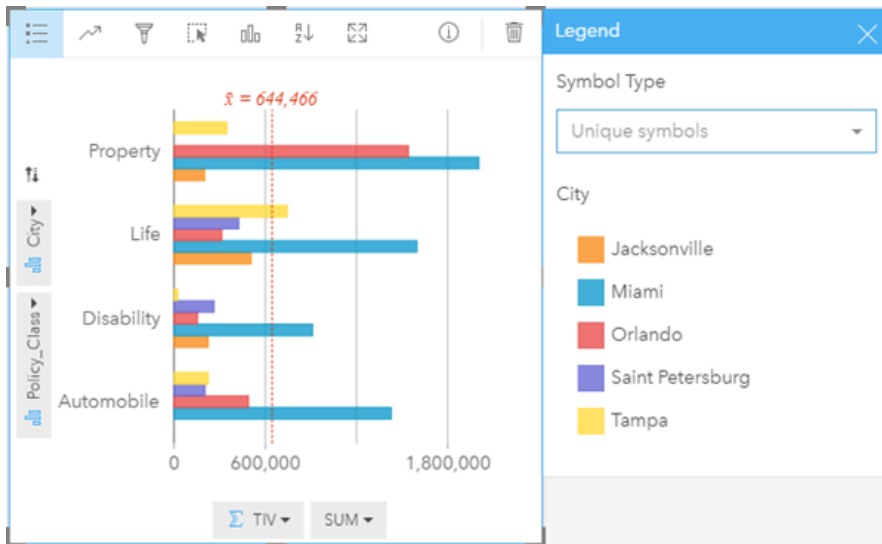 Legend
Symbol Type
Unique symbols
City
Jacksonville
Miami
Orlando
Saint Petersburg
Tampa
x̄ = 644,466
Property
Life
Disability
Automobile
City
Policy_Class
0 600,000 1,800,000
Σ TIV SUM